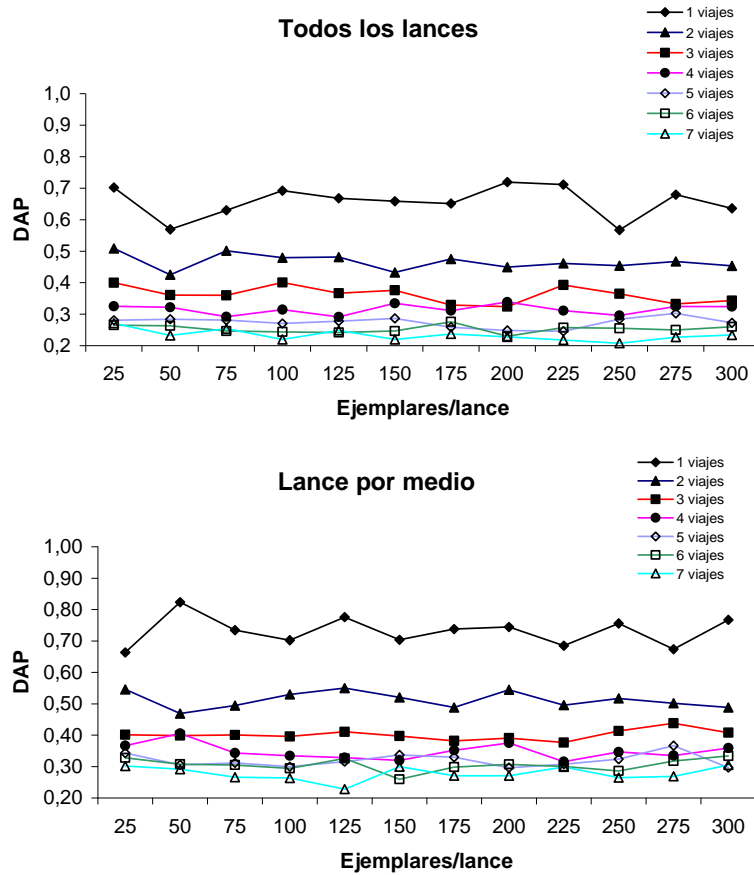 Todos los lances
1 viajes
2 viajes
3 viajes
4 viajes
5 viajes
6 viajes
7 viajes
1,0
0,9
0,8
0,7
0,6
0,5
0,4
0,3
0,2
DAP
25 50 75 100 125 150 175 200 225 250 275 300
Ejemplares/lance
Lance por medio
1 viajes
2 viajes
3 viajes
4 viajes
5 viajes
6 viajes
7 viajes
1,00
0,90
0,80
0,70
0,60
0,50
0,40
0,30
0,20
DAP
25 50 75 100 125 150 175 200 225 250 275 300
Ejemplares/lance